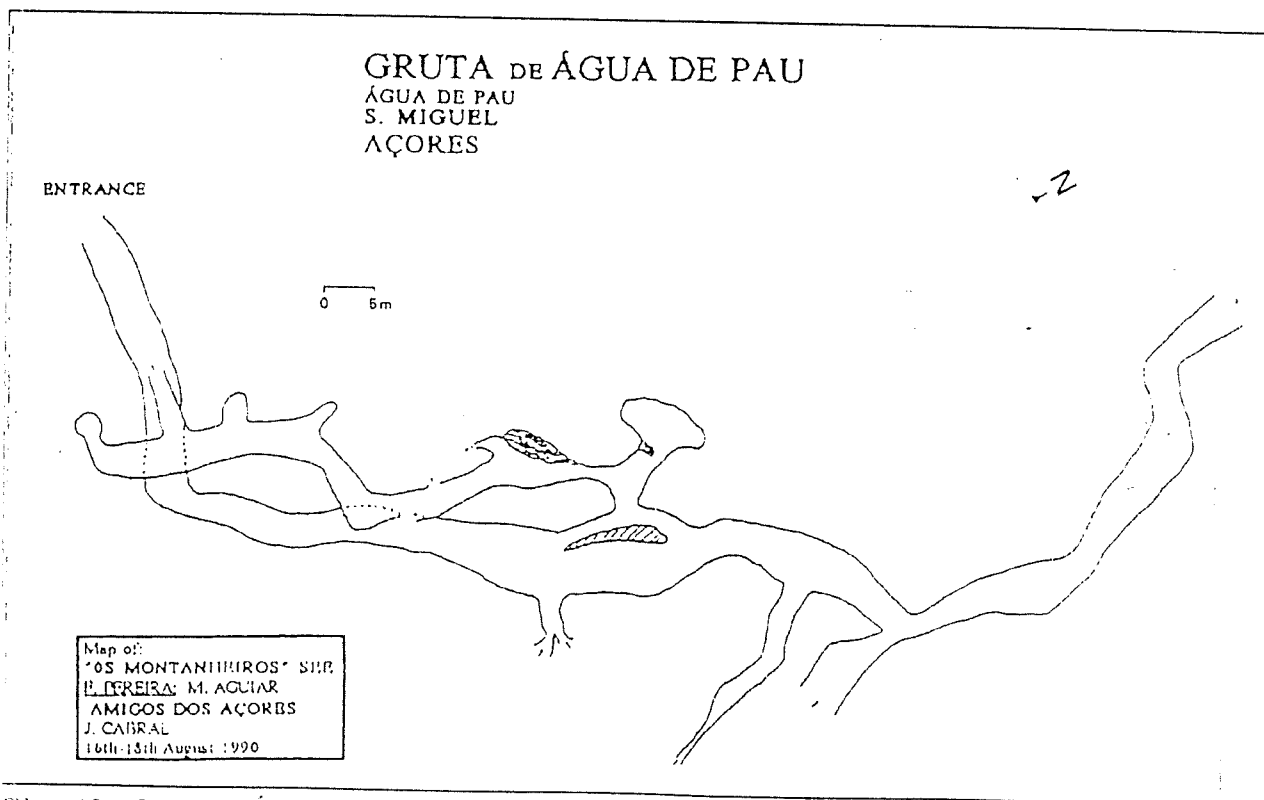 GRUTA DE ÁGUA DE PAU
ÁGUA DE PAU
S. MIGUEL
AÇORES
ENTRANCE
N
0 5m
Map of:
"OS MONTANHEIROS"
P. PEREIRA; M. AGUIAR
AMIGOS DOS AÇORES
J. CABRAL
16th-18th August 1990